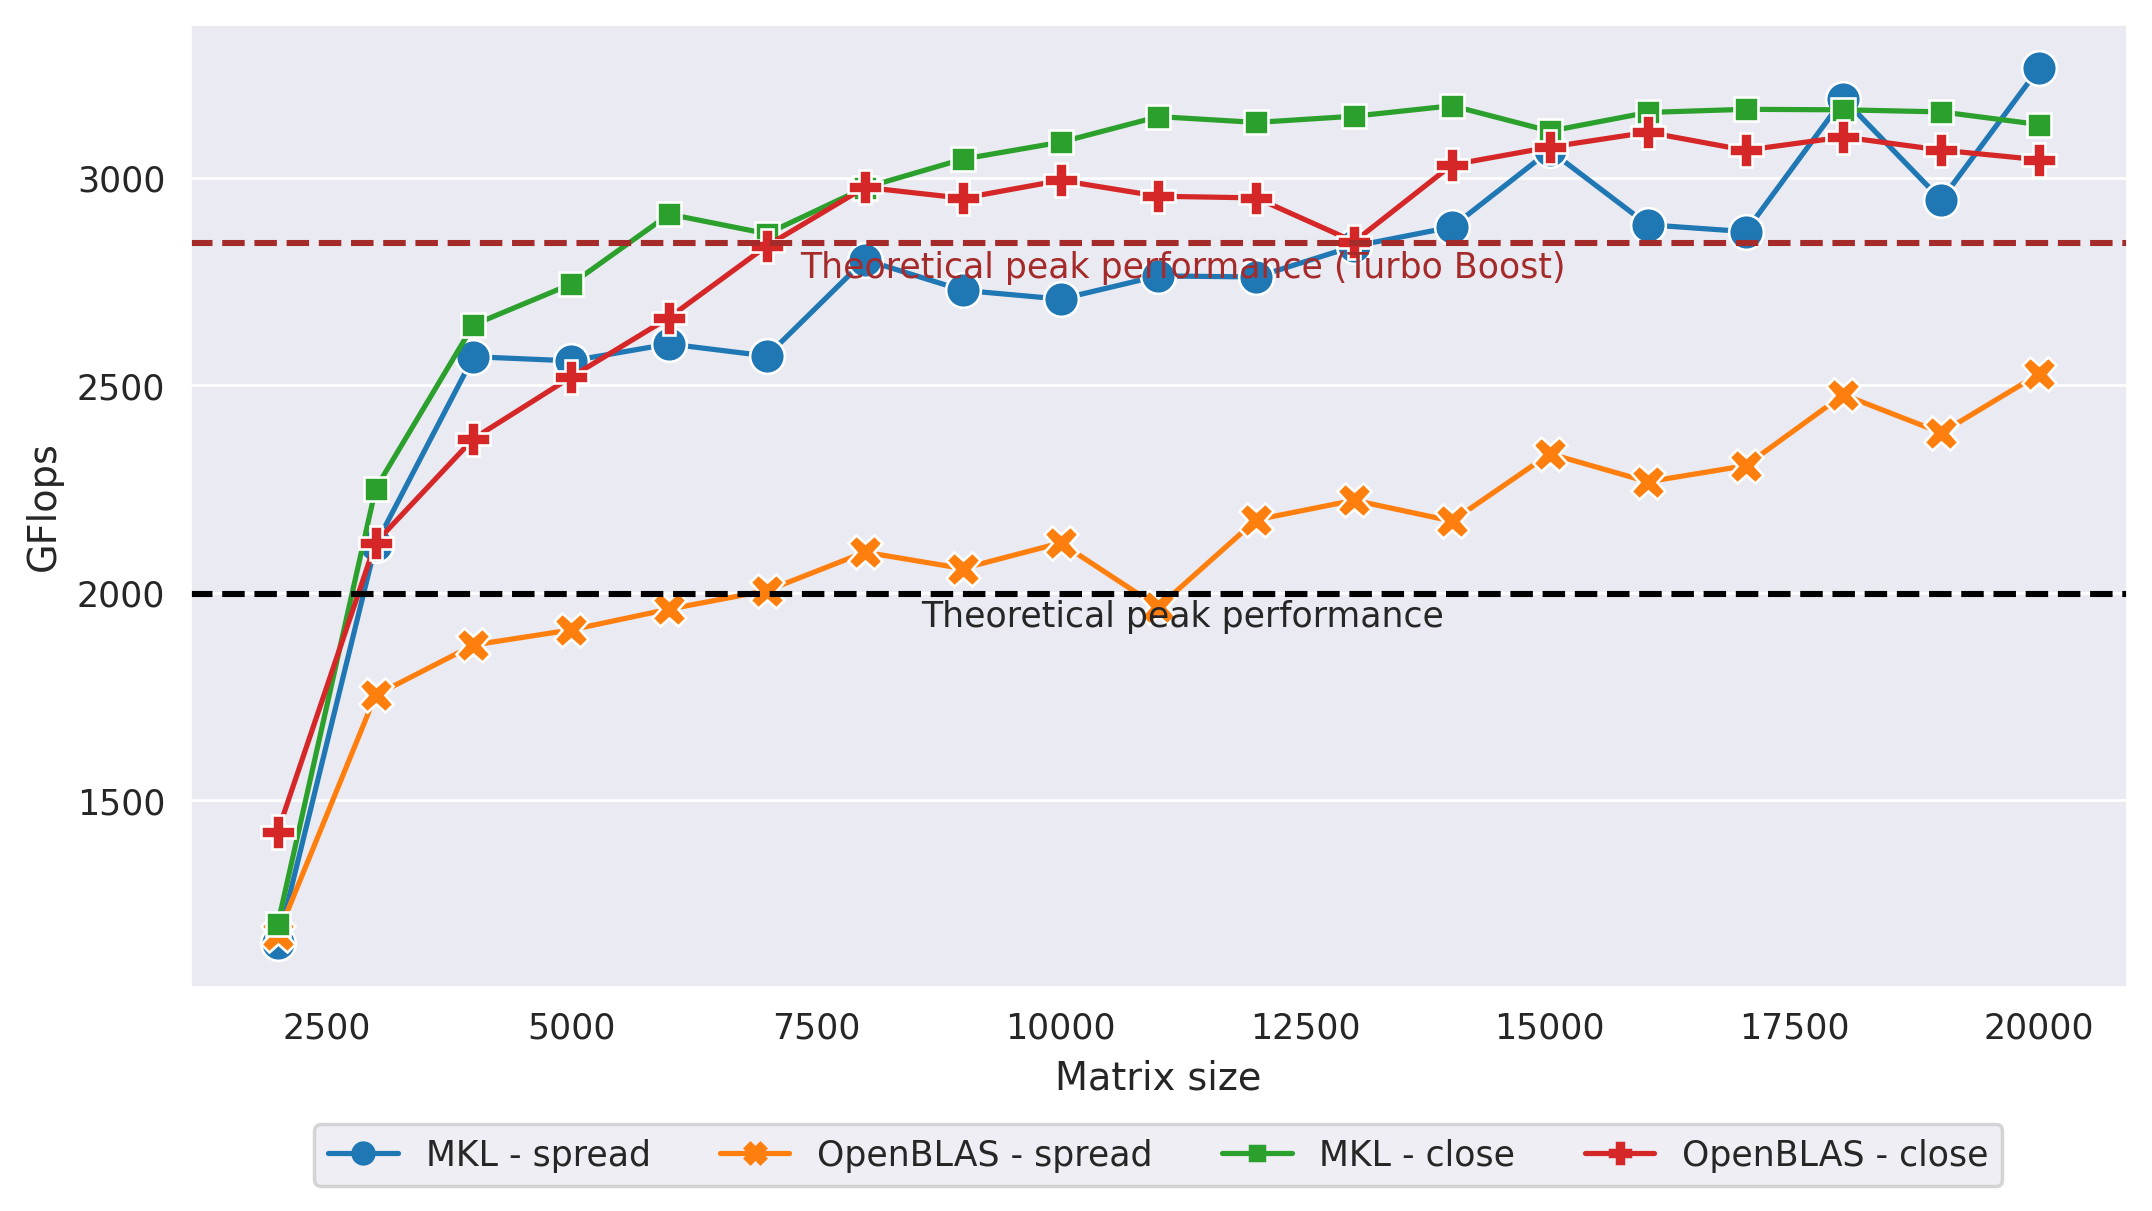 GFlops
3000
2500
2000
1500
Theoretical peak performance (Turbo Boost)
Theoretical peak performance
2500 5000 7500 10000 12500 15000 17500 20000
Matrix size
MKL - spread OpenBLAS - spread MKL - close OpenBLAS - close